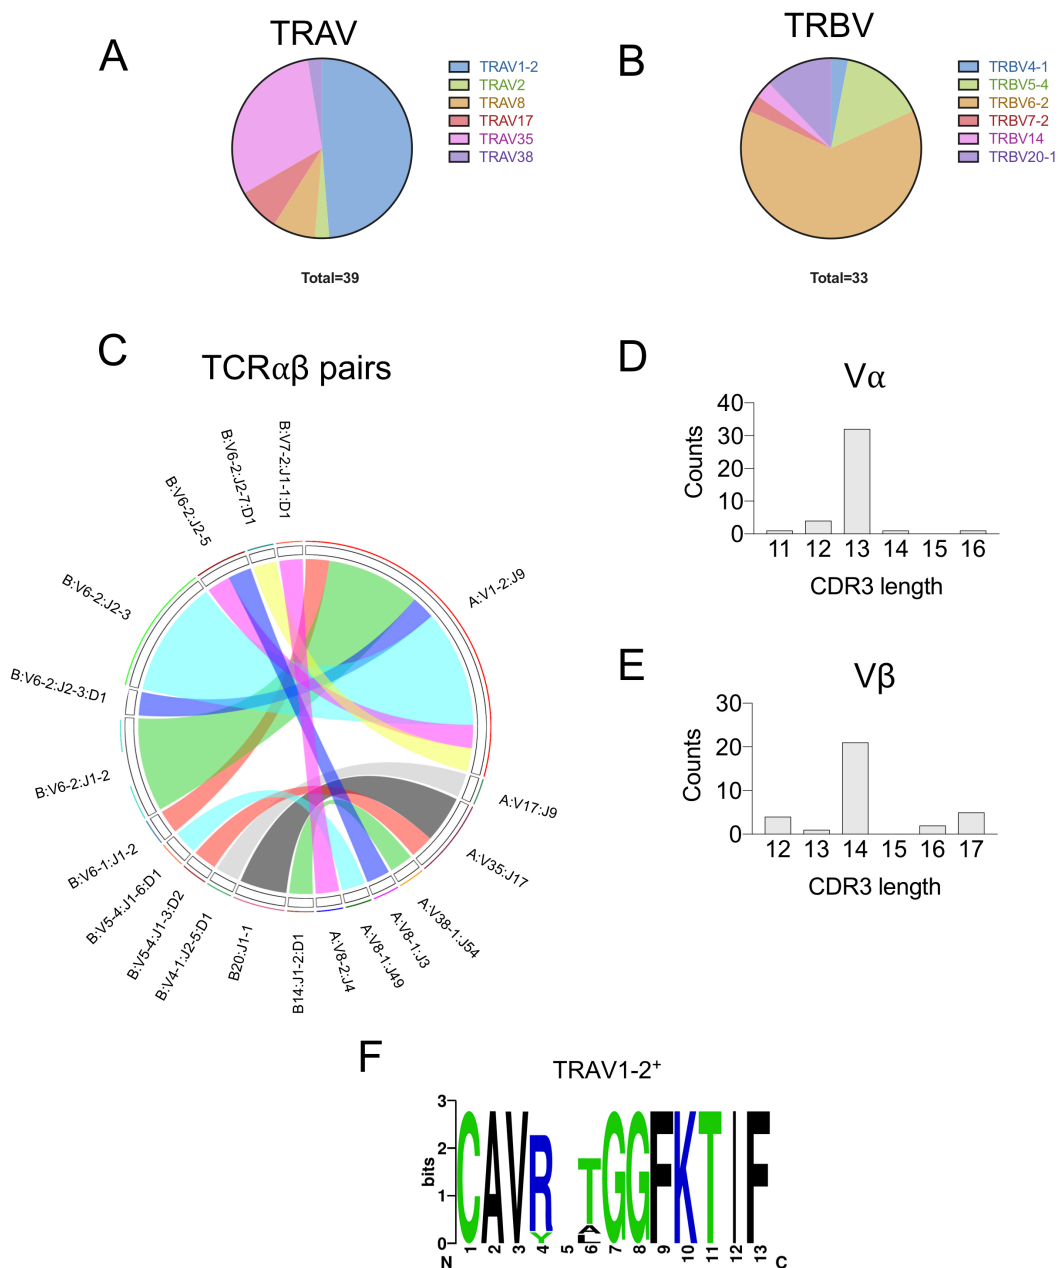 A
TRAV
TRAV1-2
TRAV2
TRAV8
TRAV17
TRAV35
TRAV38
Total=39
B
TRBV
TRBV4-1
TRBV5-4
TRBV6-2
TRBV7-2
TRBV14
TRBV20-1
Total=33
C
TCRαβ pairs
B:V7-2:J1-1:D1
B:V6-2:J2-7:D1
B:V6-2:J2-5
B:V6-2:J2-3
B:V6-2:J2-3:D1
B:V6-2:J1-2
B:V6-1:J1-2
B:V5-4:J1-6:D1
B:V5-4:J1-3:D2
B:V4-1:J2-5:D1
B20:J1-1
B14:J1-2:D1
A:V8-2:J4
A:V8-1:J49
A:V8-1:J3
A:V38-1:J54
A:V35:J17
A:V17:J9
A:V1-2:J9
D
Vα
Counts
40
30
20
10
0
11 12 13 14 15 16
CDR3 length
E
Vβ
Counts
30
20
10
0
12 13 14 15 16 17
CDR3 length
F
TRAV1-2⁺
bits
3
2
1
0
CAVR TGGFKTIF
Y A
L
N 1 2 3 4 5 6 7 8 9 10 11 12 13 C